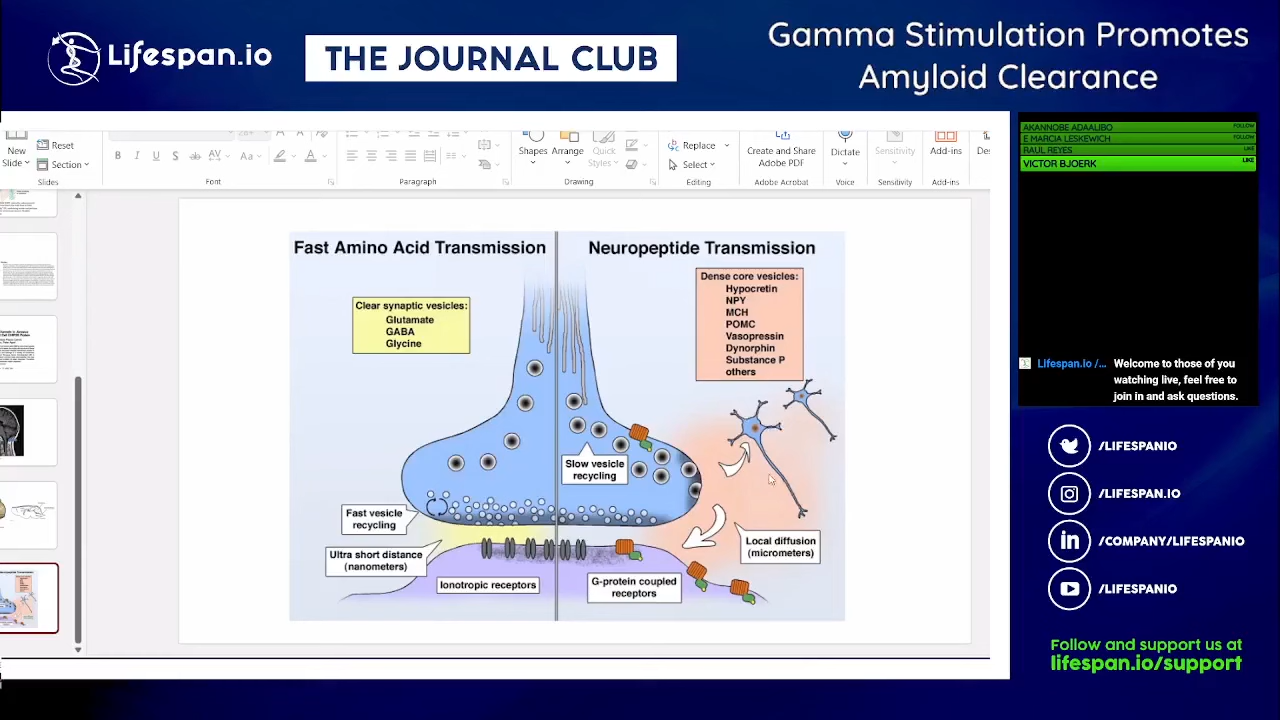 Lifespan.io
THE JOURNAL CLUB
Gamma Stimulation Promotes
Amyloid Clearance
New
Slide
Reset
Section
Slides
B I U S ab AV Aa A
Font
Paragraph
Shapes
Arrange
Quick
Styles
Drawing
Replace
Select
Editing
Create and Share
Adobe PDF
Adobe Acrobat
Dictate
Voice
Sensitivity
Sensitivity
Add-ins
Add-ins
Fast Amino Acid Transmission
Neuropeptide Transmission
Clear synaptic vesicles:
Glutamate
GABA
Glycine
Dense core vesicles:
Hypocretin
NPY
MCH
POMC
Vasopressin
Dynorphin
Substance P
others
Slow vesicle
recycling
Fast vesicle
recycling
Ultra short distance
(nanometers)
Ionotropic receptors
G-protein coupled
receptors
Local diffusion
(micrometers)
AKANNOBE ADAALIBO FOLLOW
E MARCIA LESKEWICH FOLLOW
RAUL REYES LIKE
VICTOR BJOERK LIKE
Lifespan.io /... Welcome to those of you
watching live, feel free to
join in and ask questions.
/LIFESPANIO
/LIFESPAN.IO
/COMPANY/LIFESPANIO
/LIFESPANIO
Follow and support us at
lifespan.io/support